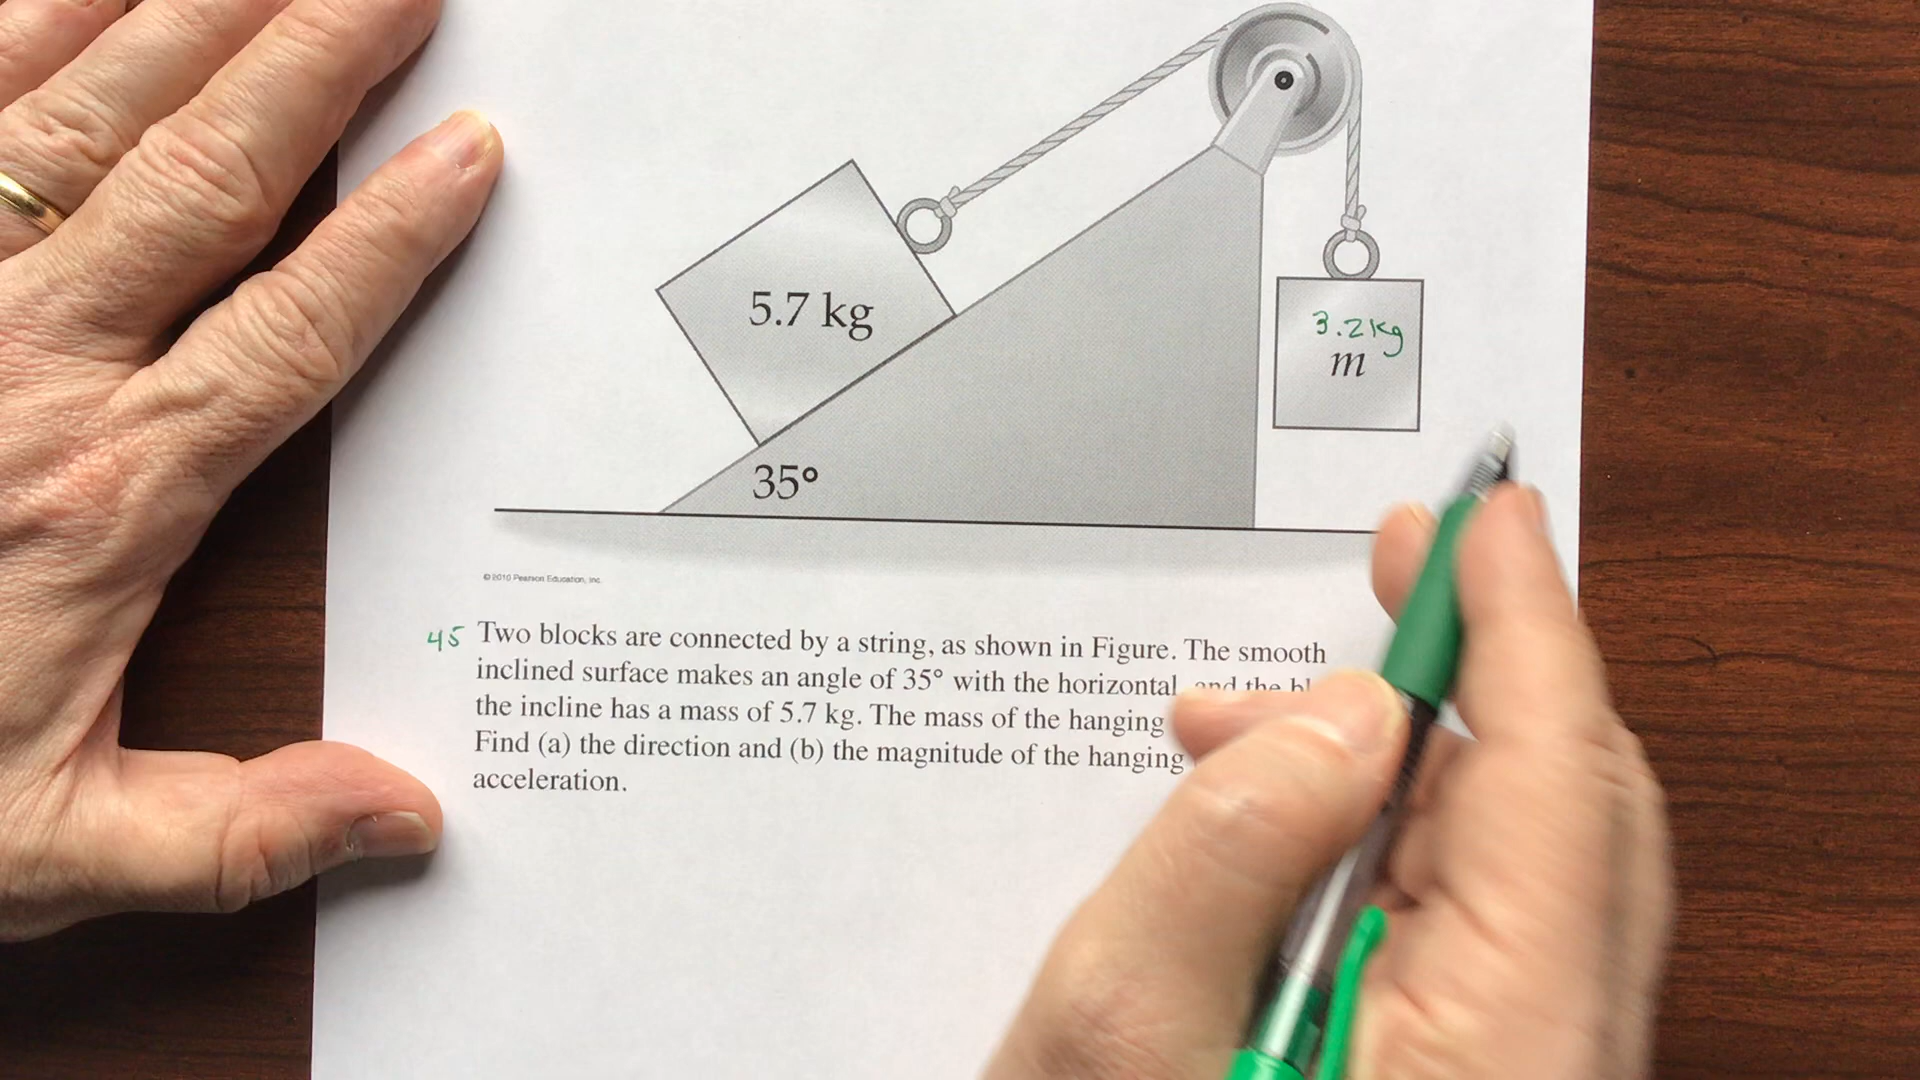 5.7 kg
3.2kg
m
35°
© 2010 Pearson Education, Inc.
45 Two blocks are connected by a string, as shown in Figure. The smooth
inclined surface makes an angle of 35° with the horizontal, and the
the incline has a mass of 5.7 kg. The mass of the hanging
Find (a) the direction and (b) the magnitude of the hanging
acceleration.